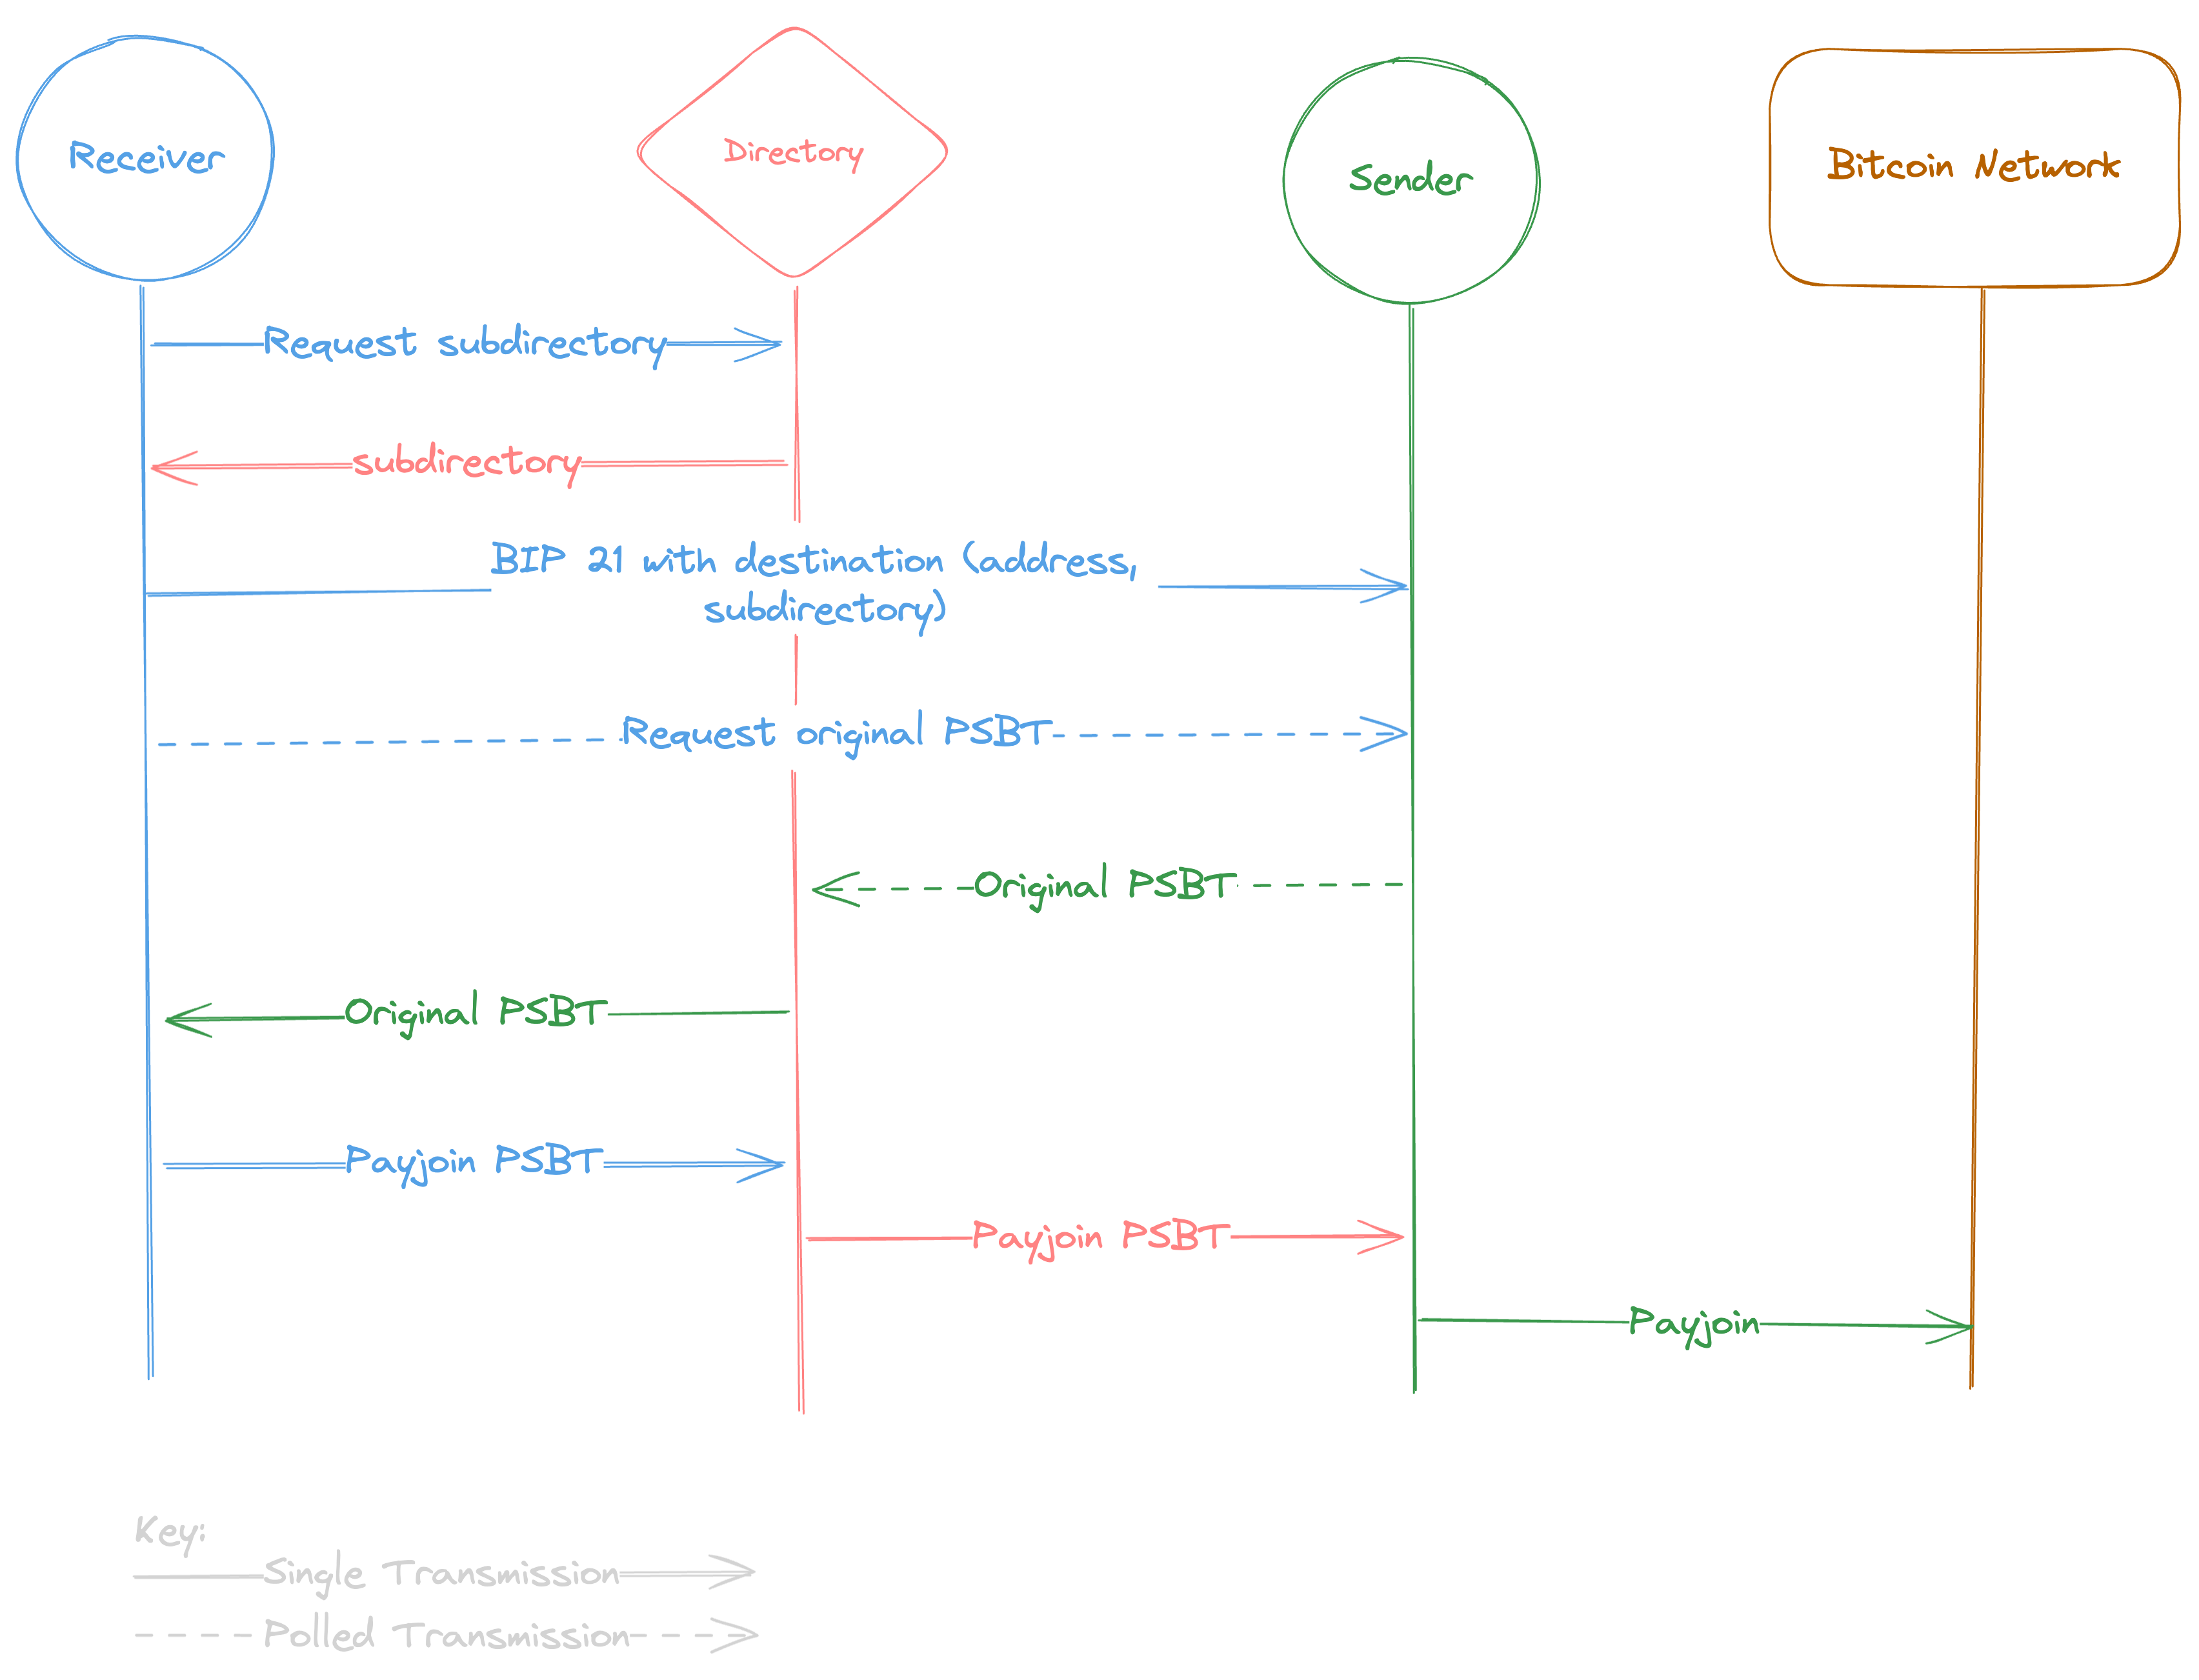 Receiver
Directory
Sender
Bitcoin Network
Request subdirectory
subdirectory
BIP 21 with destination (address,
subdirectory)
Request original PSBT
Original PSBT
Original PSBT
Payjoin PSBT
Payjoin PSBT
Payjoin
Key:
Single Transmission
Polled Transmission